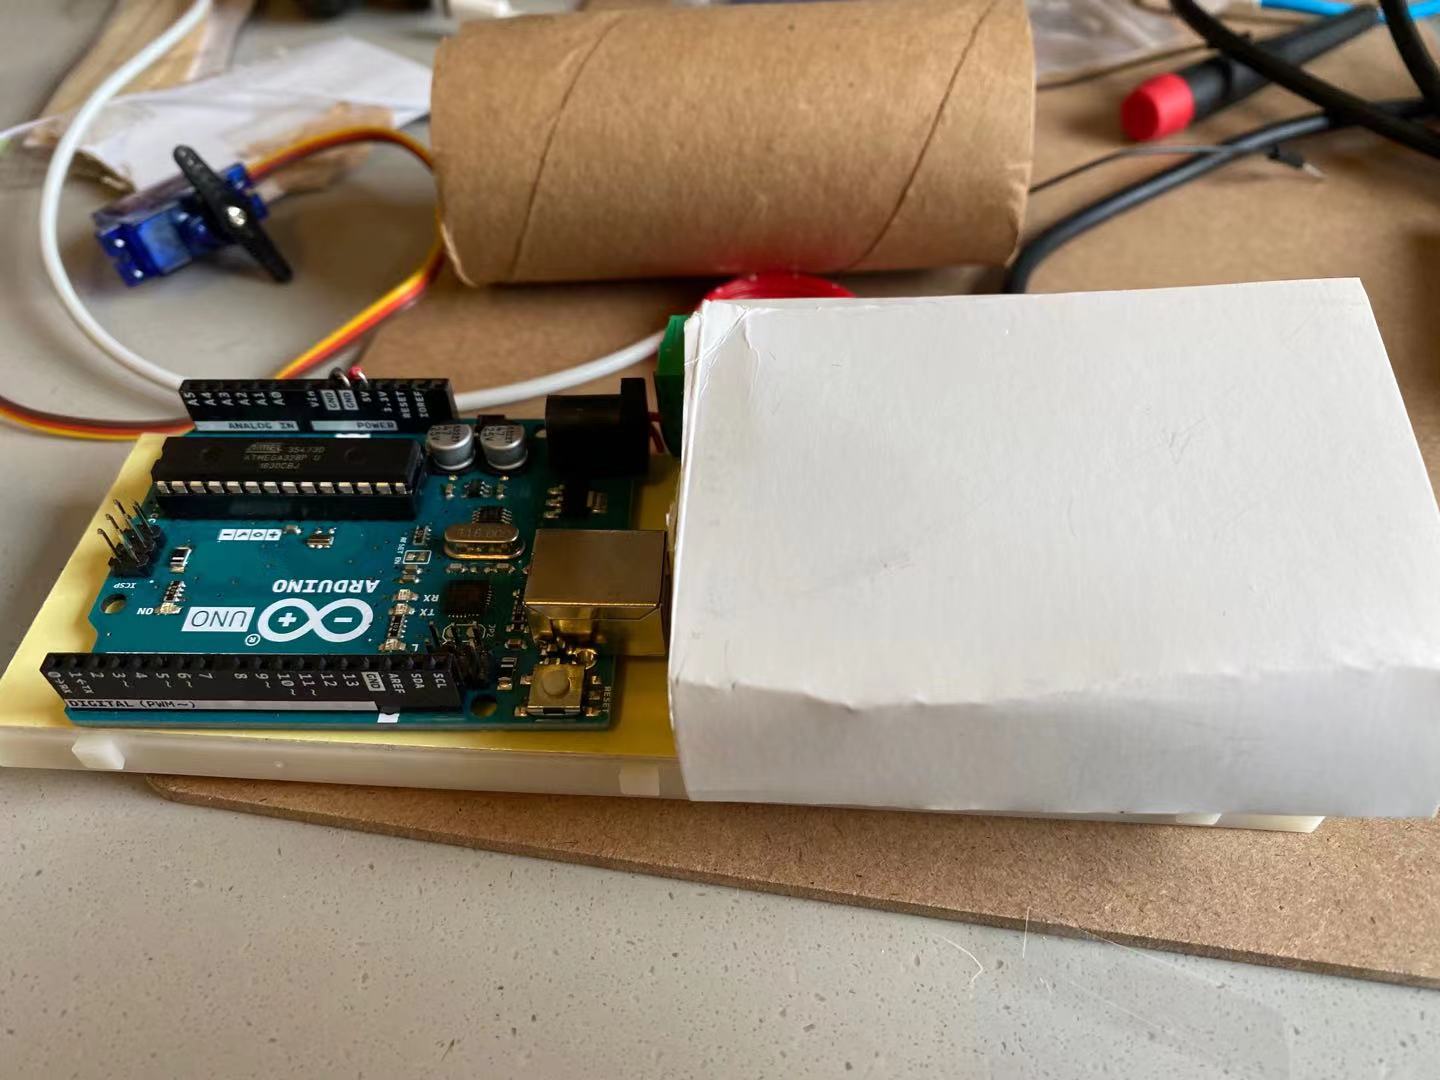 A5
A4
A3
A2
A1
A0
Vin
GND
GND
5V
3.3V
RESET
IOREF
ANALOG IN
POWER
ATMEGA328P U
RESET EN
ICSP
ON
ARDUINO
UNO
®
RX
TX
L
0←RX
1→TX
2
3~
4
5~
6~
7
8
9~
10~
11~
12
13
GND
AREF
SDA
SCL
DIGITAL (PWM~)
RESET